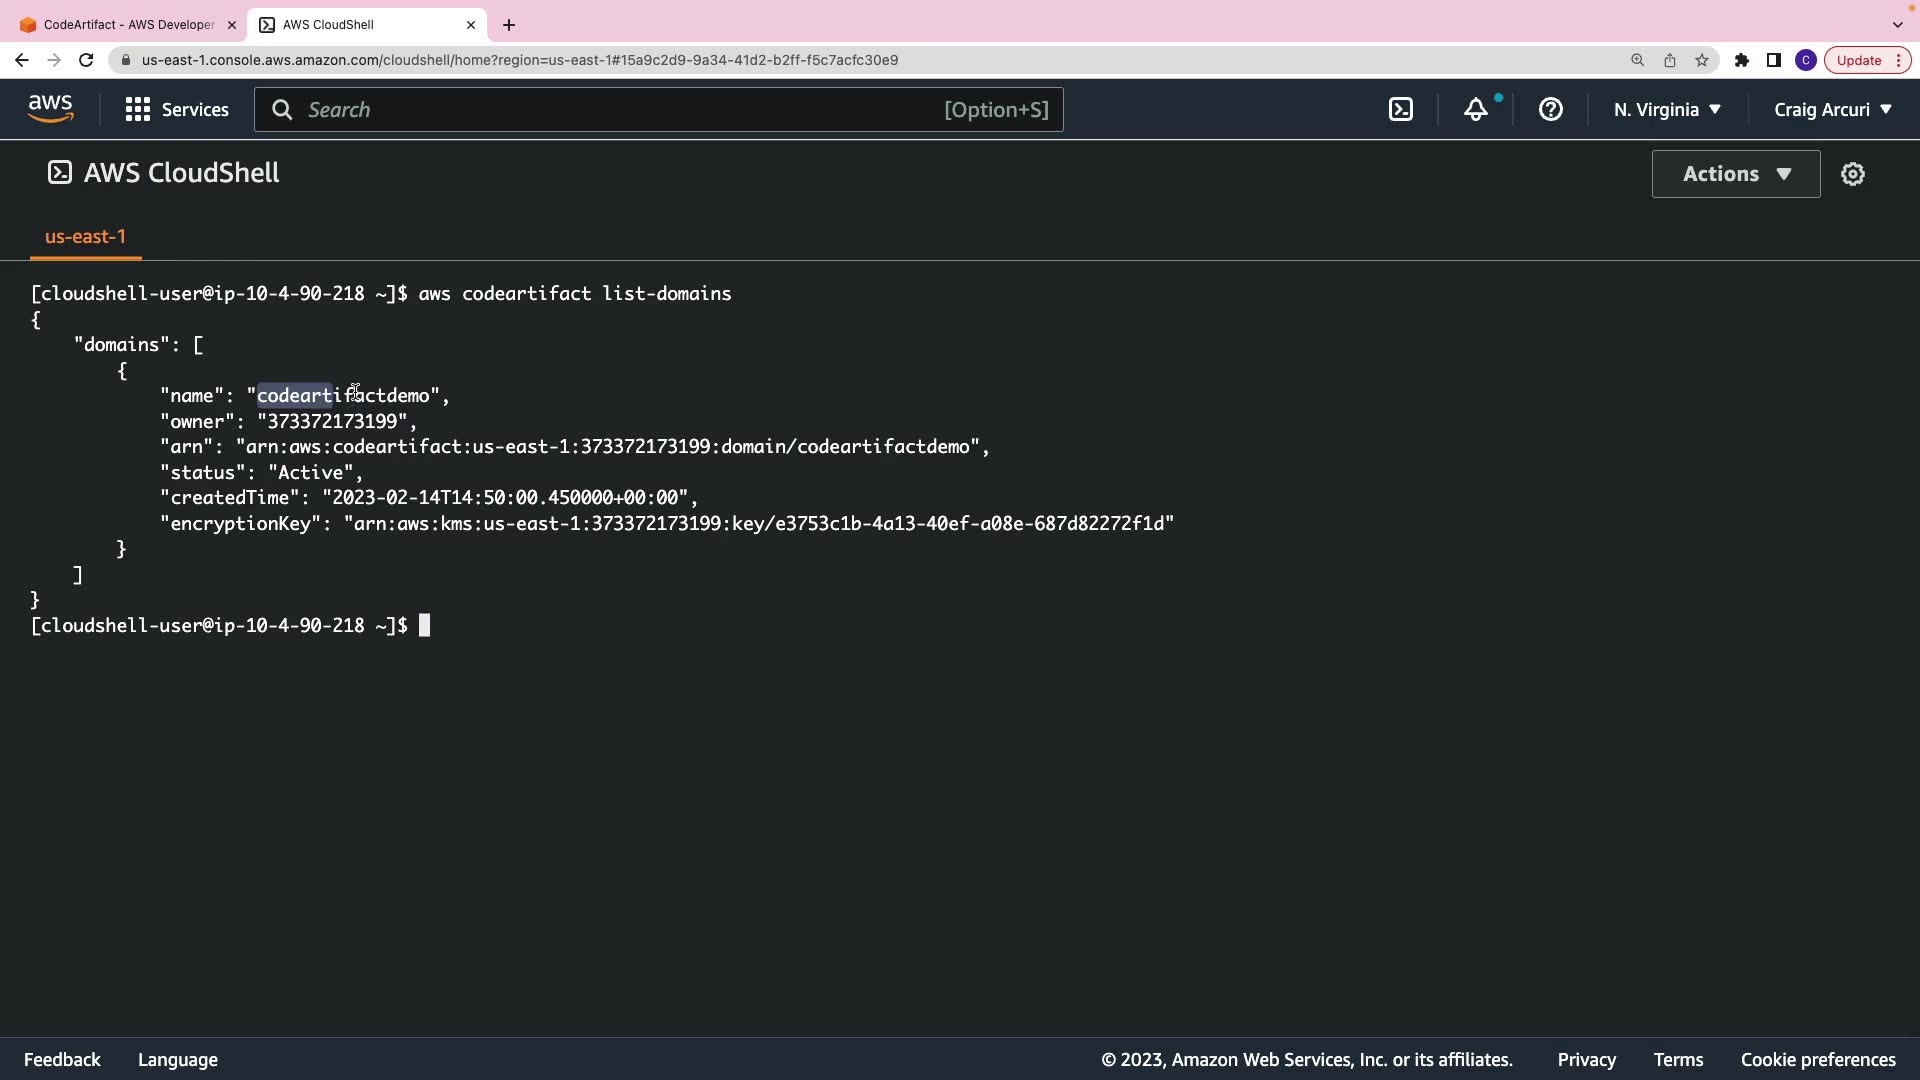 CodeArtifact - AWS Developer
AWS CloudShell
us-east-1.console.aws.amazon.com/cloudshell/home?region=us-east-1#15a9c2d9-9a34-41d2-b2ff-f5c7acfc30e9
C
Update
aws
Services
Search
[Option+S]
N. Virginia
Craig Arcuri
AWS CloudShell
Actions
us-east-1
[cloudshell-user@ip-10-4-90-218 ~]$ aws codeartifact list-domains
{
    "domains": [
        {
            "name": "codeartifactdemo",
            "owner": "373372173199",
            "arn": "arn:aws:codeartifact:us-east-1:373372173199:domain/codeartifactdemo",
            "status": "Active",
            "createdTime": "2023-02-14T14:50:00.450000+00:00",
            "encryptionKey": "arn:aws:kms:us-east-1:373372173199:key/e3753c1b-4a13-40ef-a08e-687d82272f1d"
        }
    ]
}
[cloudshell-user@ip-10-4-90-218 ~]$
Feedback
Language
© 2023, Amazon Web Services, Inc. or its affiliates.
Privacy
Terms
Cookie preferences